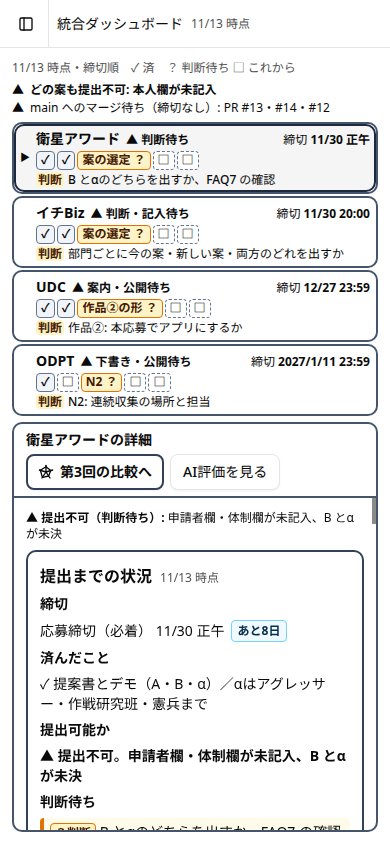 統合ダッシュボード 11/13 時点
11/13 時点・締切順 ✓済 ？判断待ち □これから
▲ どの案も提出不可: 本人欄が未記入
▲ main へのマージ待ち（締切なし）: PR #13・#14・#12
衛星アワード ▲判断待ち 締切 11/30 正午
▶ ✓ ✓ 案の選定 ？ □ □
判断 B とαのどちらを出すか、FAQ7 の確認
イチBiz ▲判断・記入待ち 締切 11/30 20:00
✓ ✓ 案の選定 ？ □ □
判断 部門ごとに今の案・新しい案・両方のどれを出すか
UDC ▲案内・公開待ち 締切 12/27 23:59
✓ ✓ 作品②の形 ？ □ □
判断 作品②: 本応募でアプリにするか
ODPT ▲下書き・公開待ち 締切 2027/1/11 23:59
✓ □ N2 ？ □ □
判断 N2: 連続収集の場所と担当
衛星アワードの詳細
第3回の比較へ AI評価を見る
▲ 提出不可（判断待ち）: 申請者欄・体制欄が未記入、B とα
が未決
提出までの状況 11/13 時点
締切
応募締切（必着） 11/30 正午 あと8日
済んだこと
✓ 提案書とデモ（A・B・α）／αはアグレッサ
ー・作戦研究班・憲兵まで
提出可能か
▲ 提出不可。申請者欄・体制欄が未記入、B とα
が未決
判断待ち
？判断 B とαのどちらを出すか、FAQ7 の確認